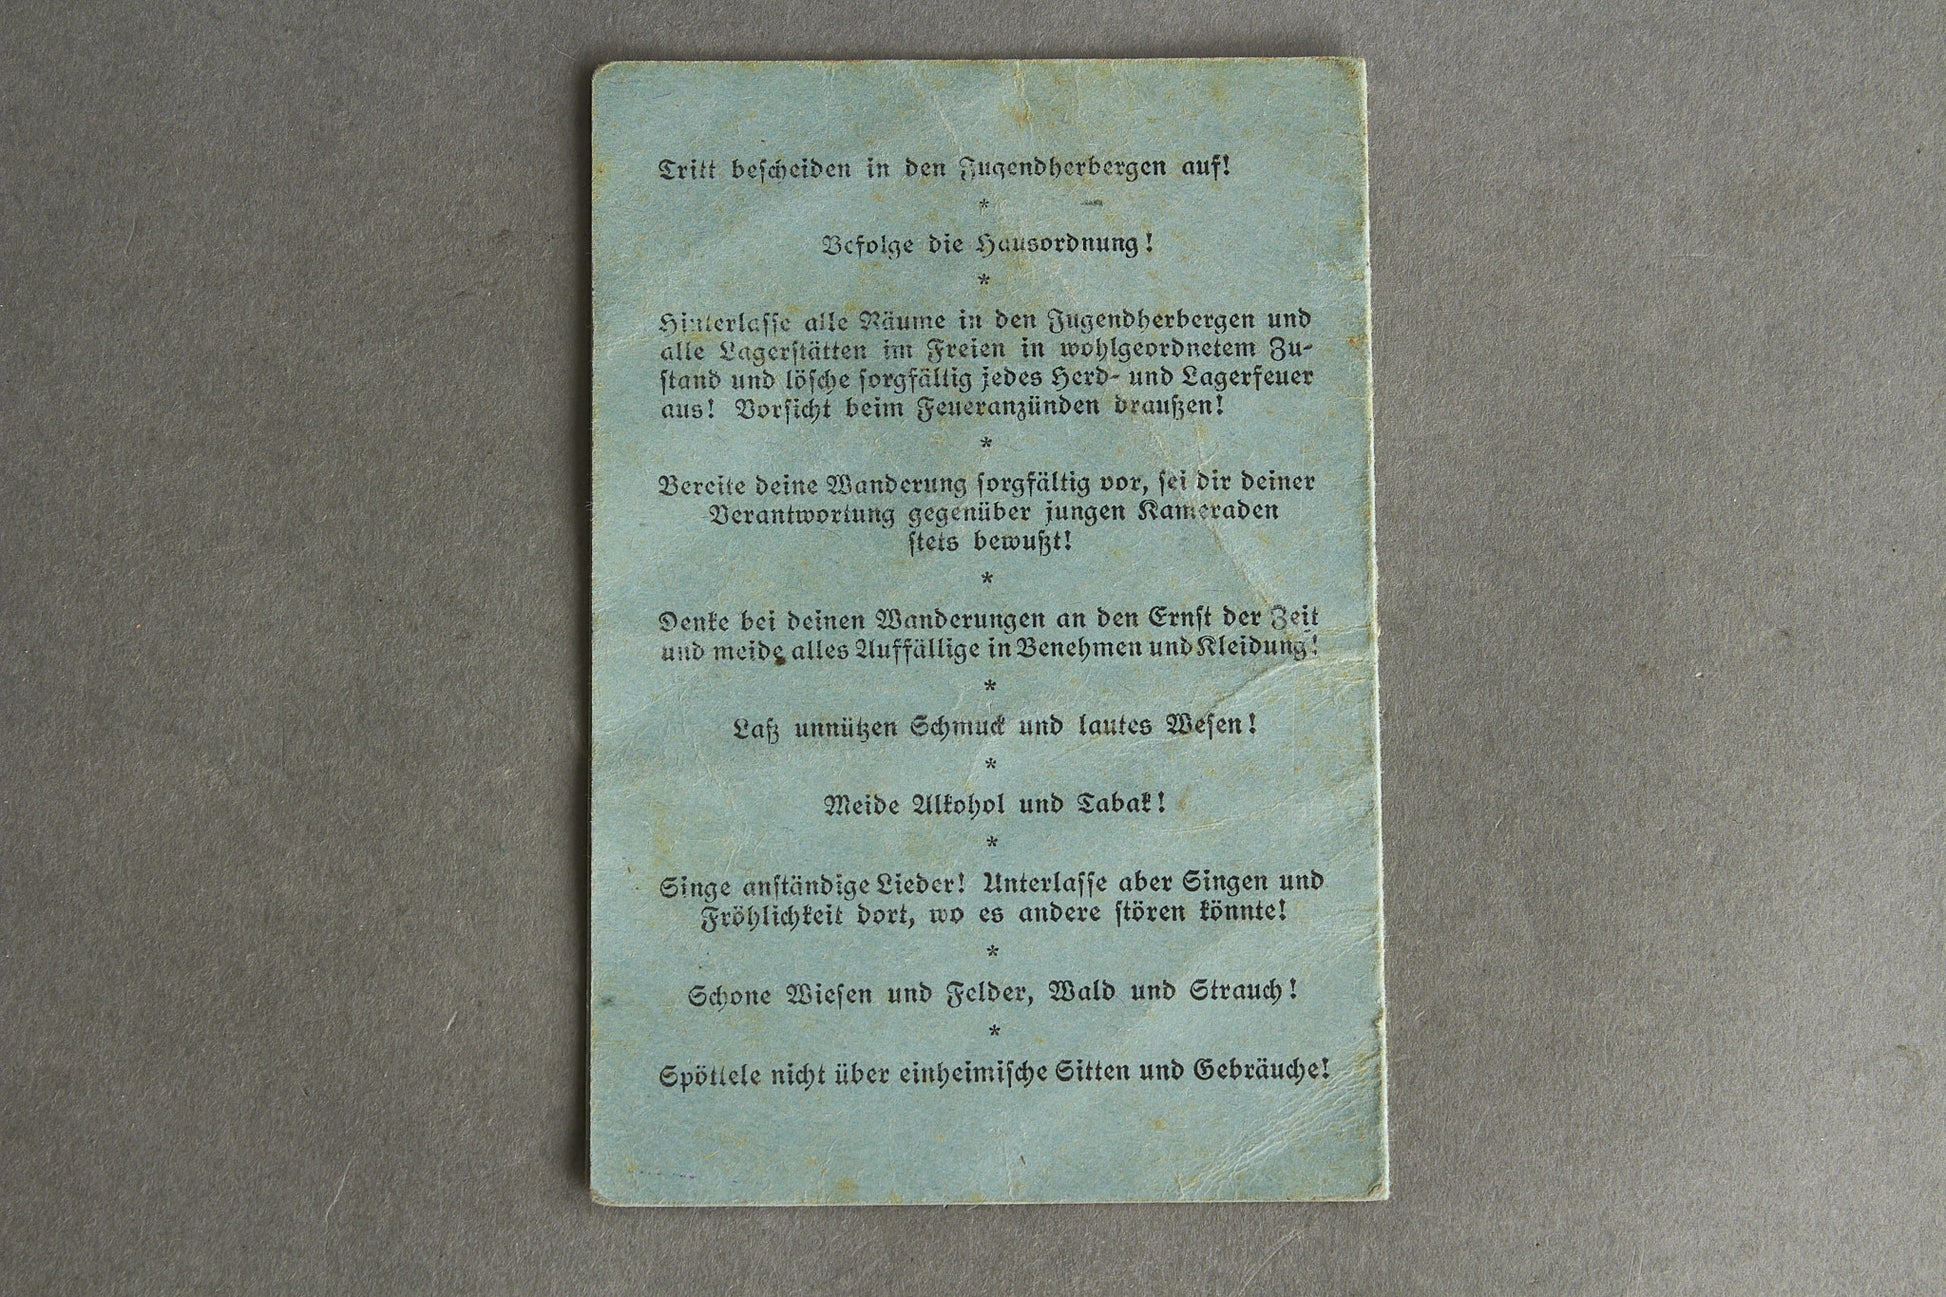 Tritt bescheiden in den Jugendherbergen auf!
*
Befolge die Hausordnung!
*
Hinterlasse alle Räume in den Jugendherbergen und
alle Lagerstätten im Freien in wohlgeordnetem Zu-
stand und lösche sorgfältig jedes Herd- und Lagerfeuer
aus! Vorsicht beim Feueranzünden draußen!
*
Bereite deine Wanderung sorgfältig vor, sei dir deiner
Verantwortung gegenüber jungen Kameraden
stets bewußt!
*
Denke bei deinen Wanderungen an den Ernst der Zeit
und meide alles Auffällige in Benehmen und Kleidung!
*
Laß unnützen Schmuck und lautes Wesen!
*
Meide Alkohol und Tabak!
*
Singe anständige Lieder! Unterlasse aber Singen und
Fröhlichkeit dort, wo es andere stören könnte!
*
Schone Wiesen und Felder, Wald und Strauch!
*
Spöttele nicht über einheimische Sitten und Gebräuche!